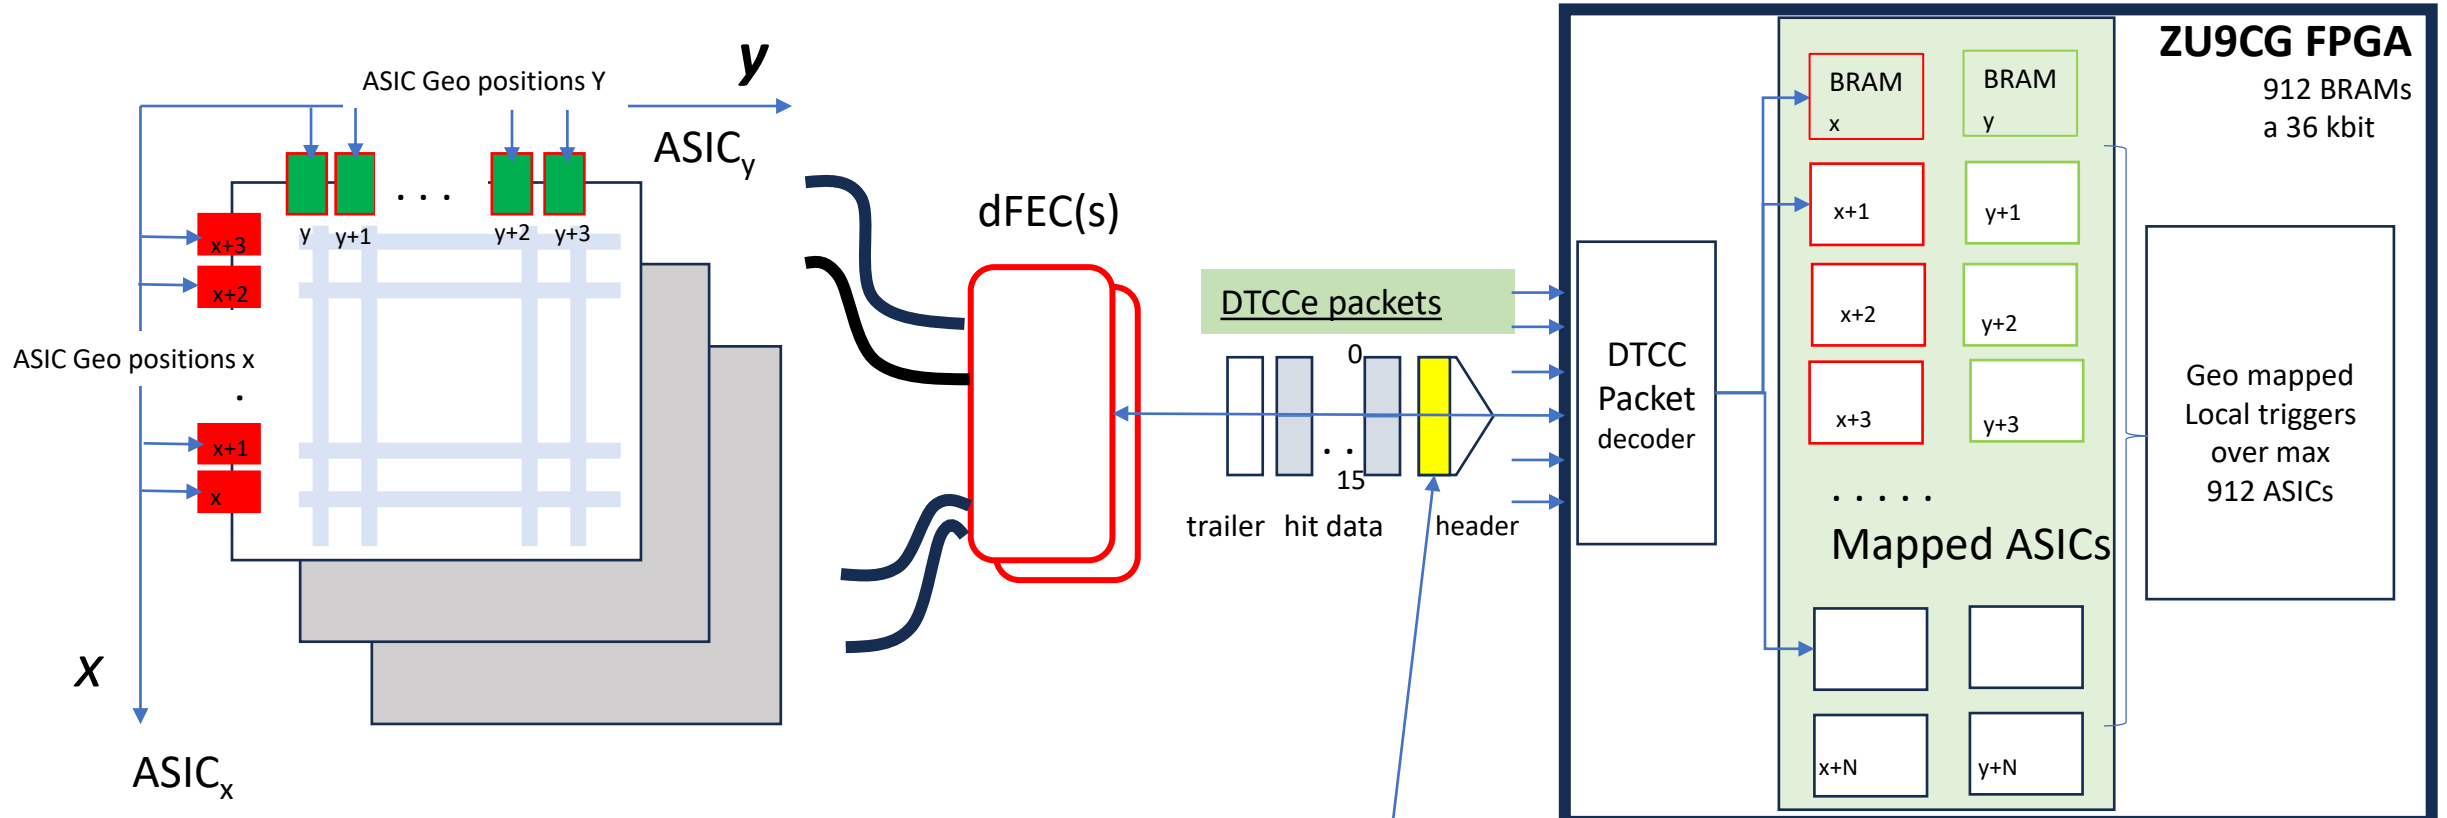 y
ASIC Geo positions Y
ASICy
y
y+1
. . .
y+2
y+3
x+3
x+2
ASIC Geo positions x
.
x+1
x
x
ASICx
dFEC(s)
DTCCe packets
0
. .
15
trailer
hit data
header
ZU9CG FPGA
912 BRAMs
a 36 kbit
DTCC
Packet
decoder
BRAM
x
BRAM
y
x+1
y+1
x+2
y+2
x+3
y+3
. . . . .
Mapped ASICs
x+N
y+N
Geo mapped
Local triggers
over max
912 ASICs